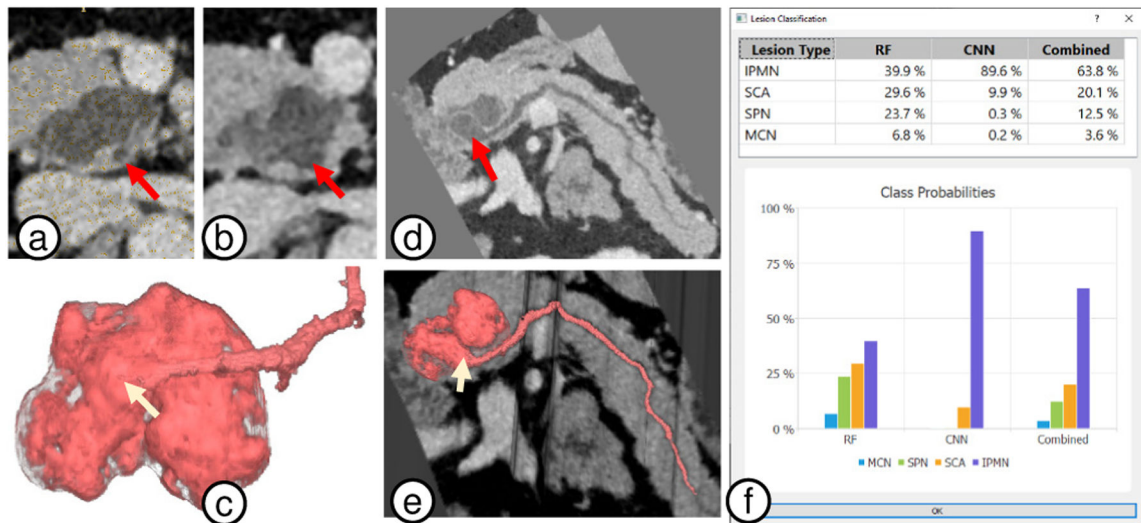 a
b
d
c
e
f
Lesion Classification ? ×
Lesion Type RF CNN Combined
IPMN 39.9 % 89.6 % 63.8 %
SCA 29.6 % 9.9 % 20.1 %
SPN 23.7 % 0.3 % 12.5 %
MCN 6.8 % 0.2 % 3.6 %
Class Probabilities
100 %
75 %
50 %
25 %
0 %
RF CNN Combined
MCN SPN SCA IPMN
OK